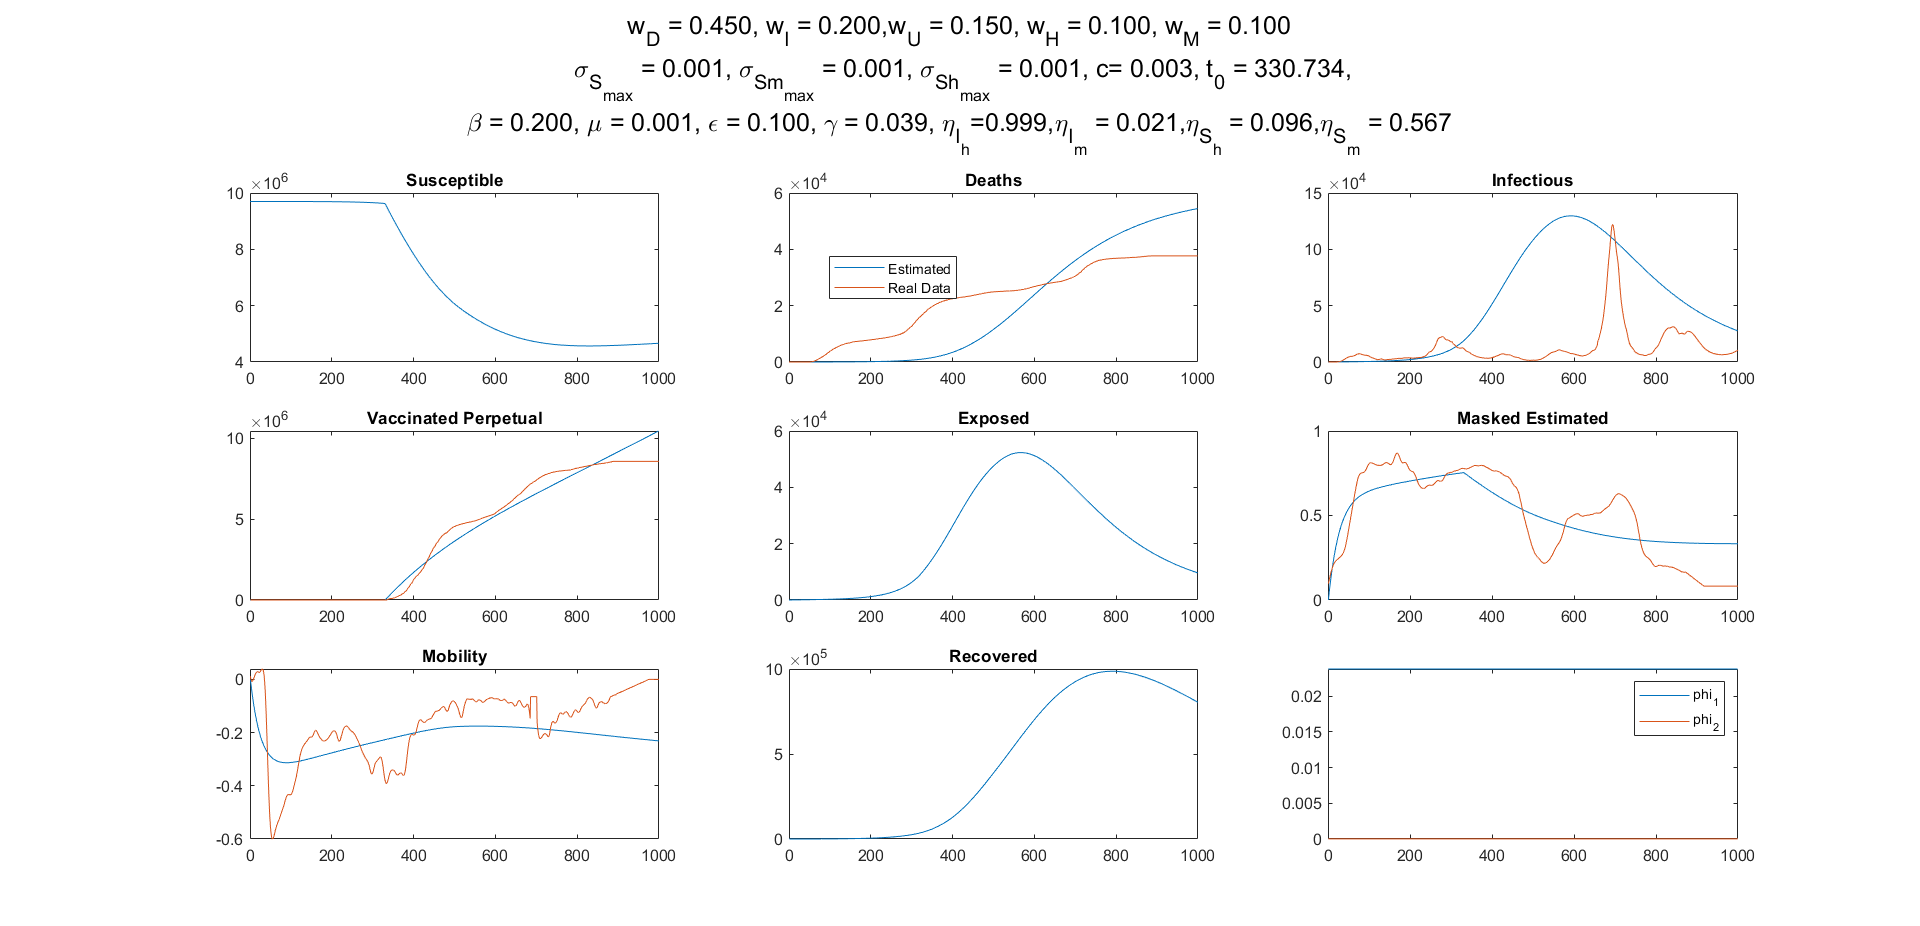 w_D = 0.450, w_I = 0.200,w_U = 0.150, w_H = 0.100, w_M = 0.100
σ_S_max = 0.001, σ_Sm_max = 0.001, σ_Sh_max = 0.001, c= 0.003, t_0 = 330.734,
β = 0.200, μ = 0.001, ϵ = 0.100, γ = 0.039, η_I_h =0.999,η_I_m = 0.021,η_S_h = 0.096,η_S_m = 0.567
×10^6
Susceptible
10
8
6
4
0 200 400 600 800 1000
×10^4
Deaths
6
4
2
0
Estimated
Real Data
0 200 400 600 800 1000
×10^4
Infectious
15
10
5
0
0 200 400 600 800 1000
×10^6
Vaccinated Perpetual
10
5
0
0 200 400 600 800 1000
×10^4
Exposed
6
4
2
0
0 200 400 600 800 1000
Masked Estimated
1
0.5
0
0 200 400 600 800 1000
Mobility
0
-0.2
-0.4
-0.6
0 200 400 600 800 1000
×10^5
Recovered
10
5
0
0 200 400 600 800 1000
0.02
0.015
0.01
0.005
0
phi_1
phi_2
0 200 400 600 800 1000